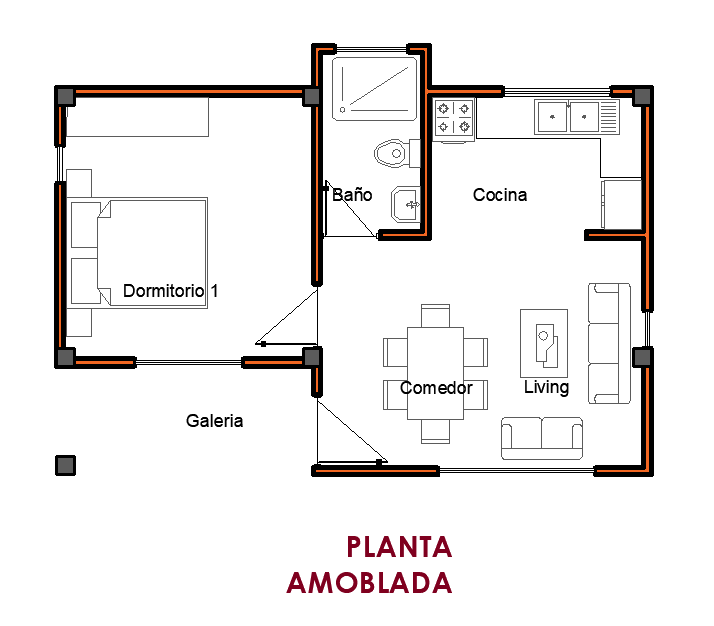 Baño
Cocina
Dormitorio 1
Comedor
Living
Galeria
PLANTA
AMOBLADA